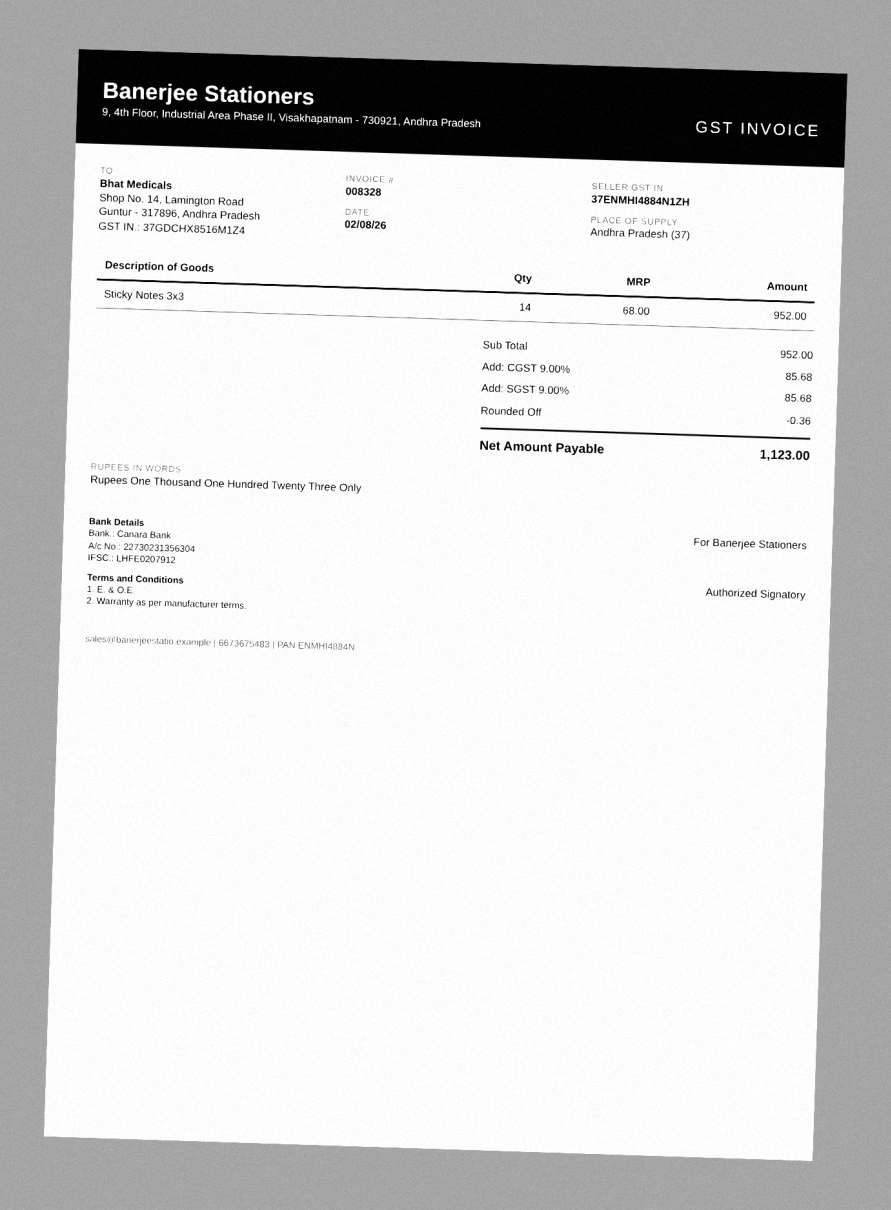 Banerjee Stationers
9, 4th Floor, Industrial Area Phase II, Visakhapatnam - 730921, Andhra Pradesh
GST INVOICE
TO
Bhat Medicals
Shop No. 14, Lamington Road
Guntur - 317896, Andhra Pradesh
GST IN.: 37GDCHX8516M1Z4
INVOICE #
008328
DATE
02/08/26
SELLER GST IN
37ENMHI4884N1ZH
PLACE OF SUPPLY
Andhra Pradesh (37)
Description of Goods Qty MRP Amount
Sticky Notes 3x3 14 68.00 952.00
Sub Total 952.00
Add: CGST 9.00% 85.68
Add: SGST 9.00% 85.68
Rounded Off -0.36
Net Amount Payable 1,123.00
RUPEES IN WORDS
Rupees One Thousand One Hundred Twenty Three Only
Bank Details
Bank.: Canara Bank
A/c No.: 22730231356304
IFSC.: LHFE0207912
Terms and Conditions
1. E. & O.E.
2. Warranty as per manufacturer terms.
For Banerjee Stationers
Authorized Signatory
sales@banerjeestatio.example | 6673675483 | PAN ENMHI4884N